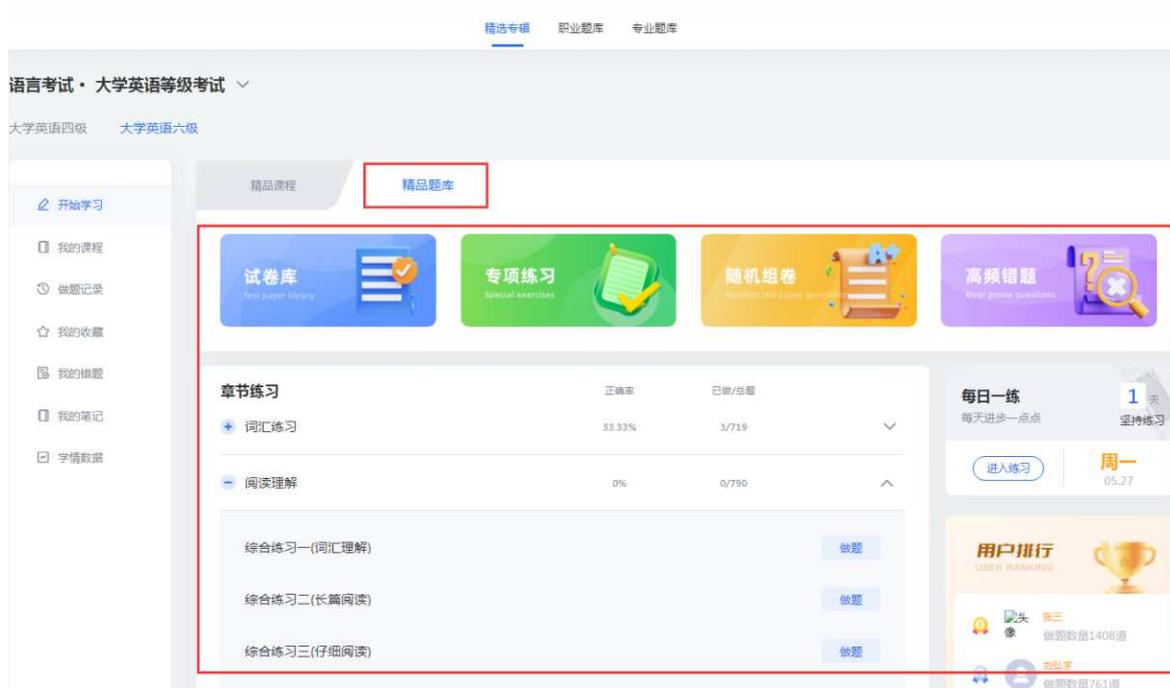 精选专辑 职业题库 专业题库
语言考试· 大学英语等级考试
大学英语四级 大学英语六级
开始学习
我的课程
做题记录
我的收藏
我的错题
我的笔记
学情数据
精品课程 精品题库
试卷库
Test paper library
专项练习
Special exercises
随机组卷
Random test paper generation
高频错题
Error prone questions
章节练习 正确率 已做/总题
词汇练习 33.33% 3/719
阅读理解 0% 0/790
综合练习一(词汇理解) 做题
综合练习二(长篇阅读) 做题
综合练习三(仔细阅读) 做题
每日一练
每天进步一点点
1 天
坚持练习
进入练习
周一
05.27
用户排行
USER RANKING
头像
张三
做题数量1408道
做题数量761道